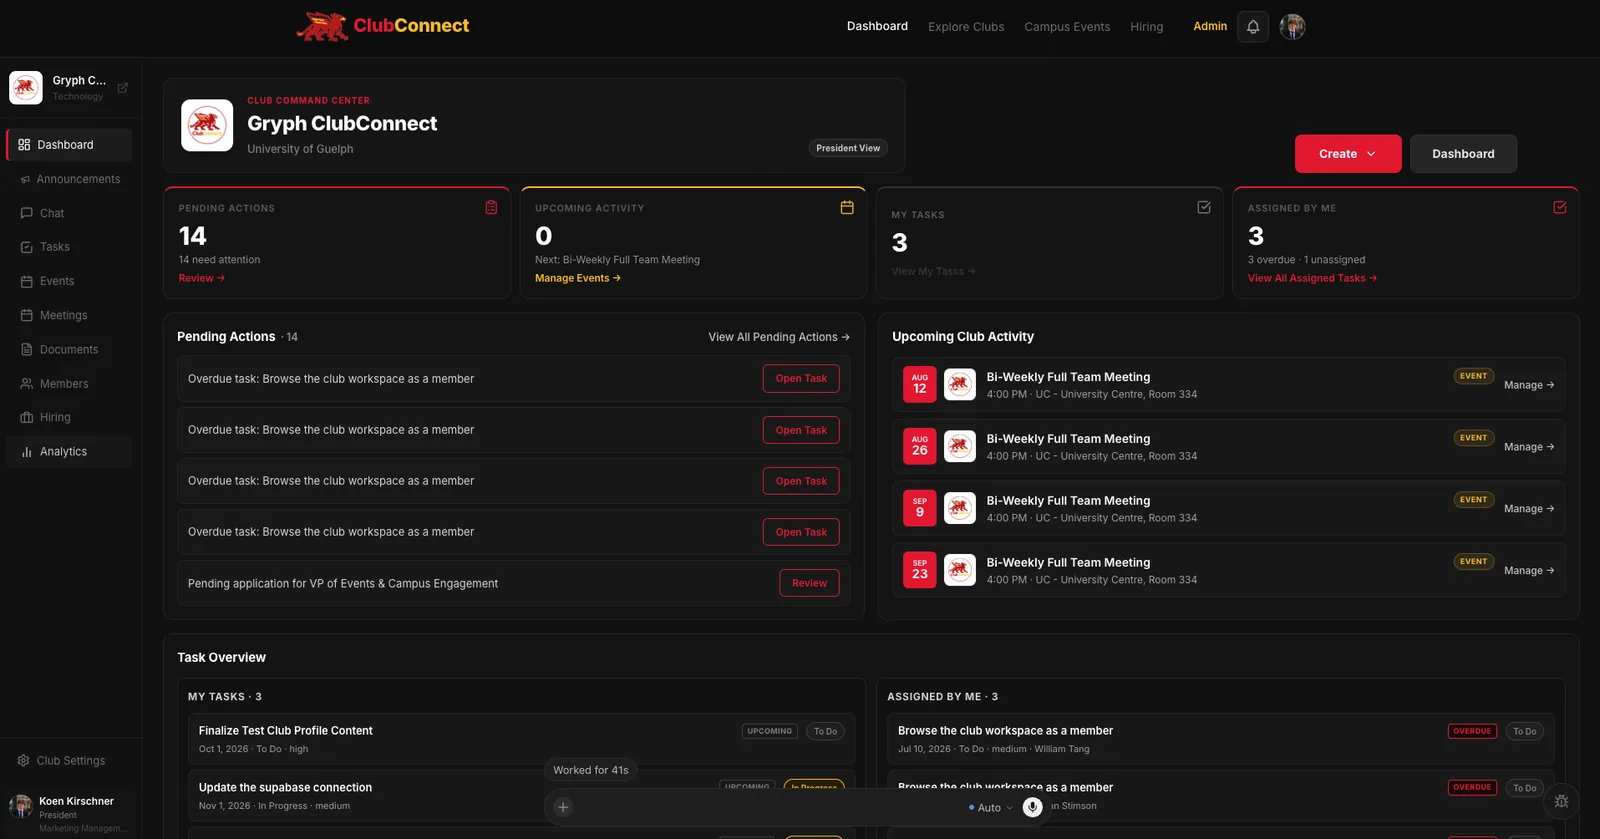 ClubConnect
Dashboard
Explore Clubs
Campus Events
Hiring
Admin
Gryph C...
Technology
Dashboard
Announcements
Chat
Tasks
Events
Meetings
Documents
Members
Hiring
Analytics
Club Settings
Koen Kirschner
President
Marketing Managem...
CLUB COMMAND CENTER
Gryph ClubConnect
University of Guelph
President View
Create
Dashboard
PENDING ACTIONS
14
14 need attention
Review →
UPCOMING ACTIVITY
0
Next: Bi-Weekly Full Team Meeting
Manage Events →
MY TASKS
3
View My Tasks →
ASSIGNED BY ME
3
3 overdue · 1 unassigned
View All Assigned Tasks →
Pending Actions · 14
View All Pending Actions →
Overdue task: Browse the club workspace as a member
Open Task
Overdue task: Browse the club workspace as a member
Open Task
Overdue task: Browse the club workspace as a member
Open Task
Overdue task: Browse the club workspace as a member
Open Task
Pending application for VP of Events & Campus Engagement
Review
Upcoming Club Activity
AUG
12
Bi-Weekly Full Team Meeting
4:00 PM · UC - University Centre, Room 334
EVENT
Manage →
AUG
26
Bi-Weekly Full Team Meeting
4:00 PM · UC - University Centre, Room 334
EVENT
Manage →
SEP
9
Bi-Weekly Full Team Meeting
4:00 PM · UC - University Centre, Room 334
EVENT
Manage →
SEP
23
Bi-Weekly Full Team Meeting
4:00 PM · UC - University Centre, Room 334
EVENT
Manage →
Task Overview
MY TASKS · 3
Finalize Test Club Profile Content
Oct 1, 2026 · To Do · high
UPCOMING
To Do
Update the supabase connection
Nov 1, 2026 · In Progress · medium
UPCOMING
In Progress
ASSIGNED BY ME · 3
Browse the club workspace as a member
Jul 10, 2026 · To Do · medium · William Tang
OVERDUE
To Do
Browse the club workspace as a member
n Stimson
OVERDUE
To Do
Worked for 41s
Auto